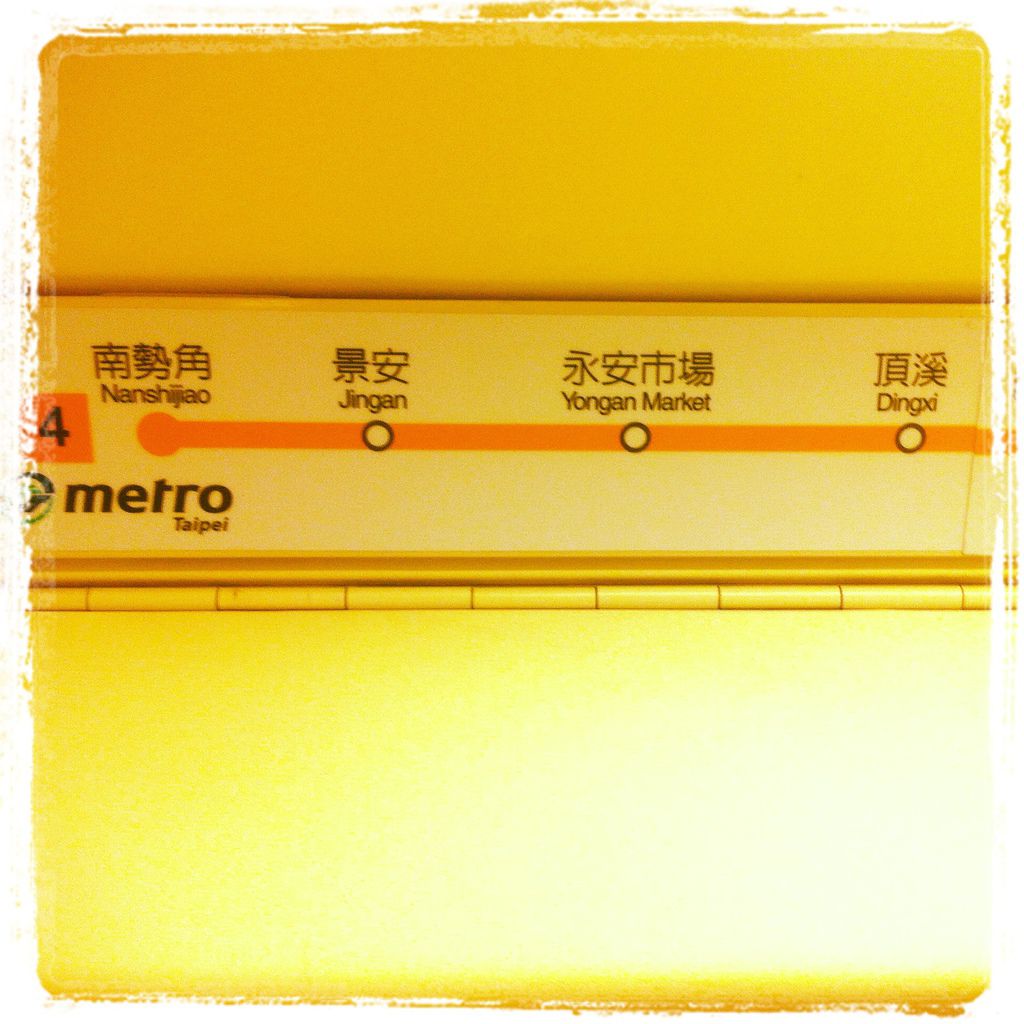 南勢角
Nanshijiao
景安
Jingan
永安市場
Yongan Market
頂溪
Dingxi
4
metro
Taipei